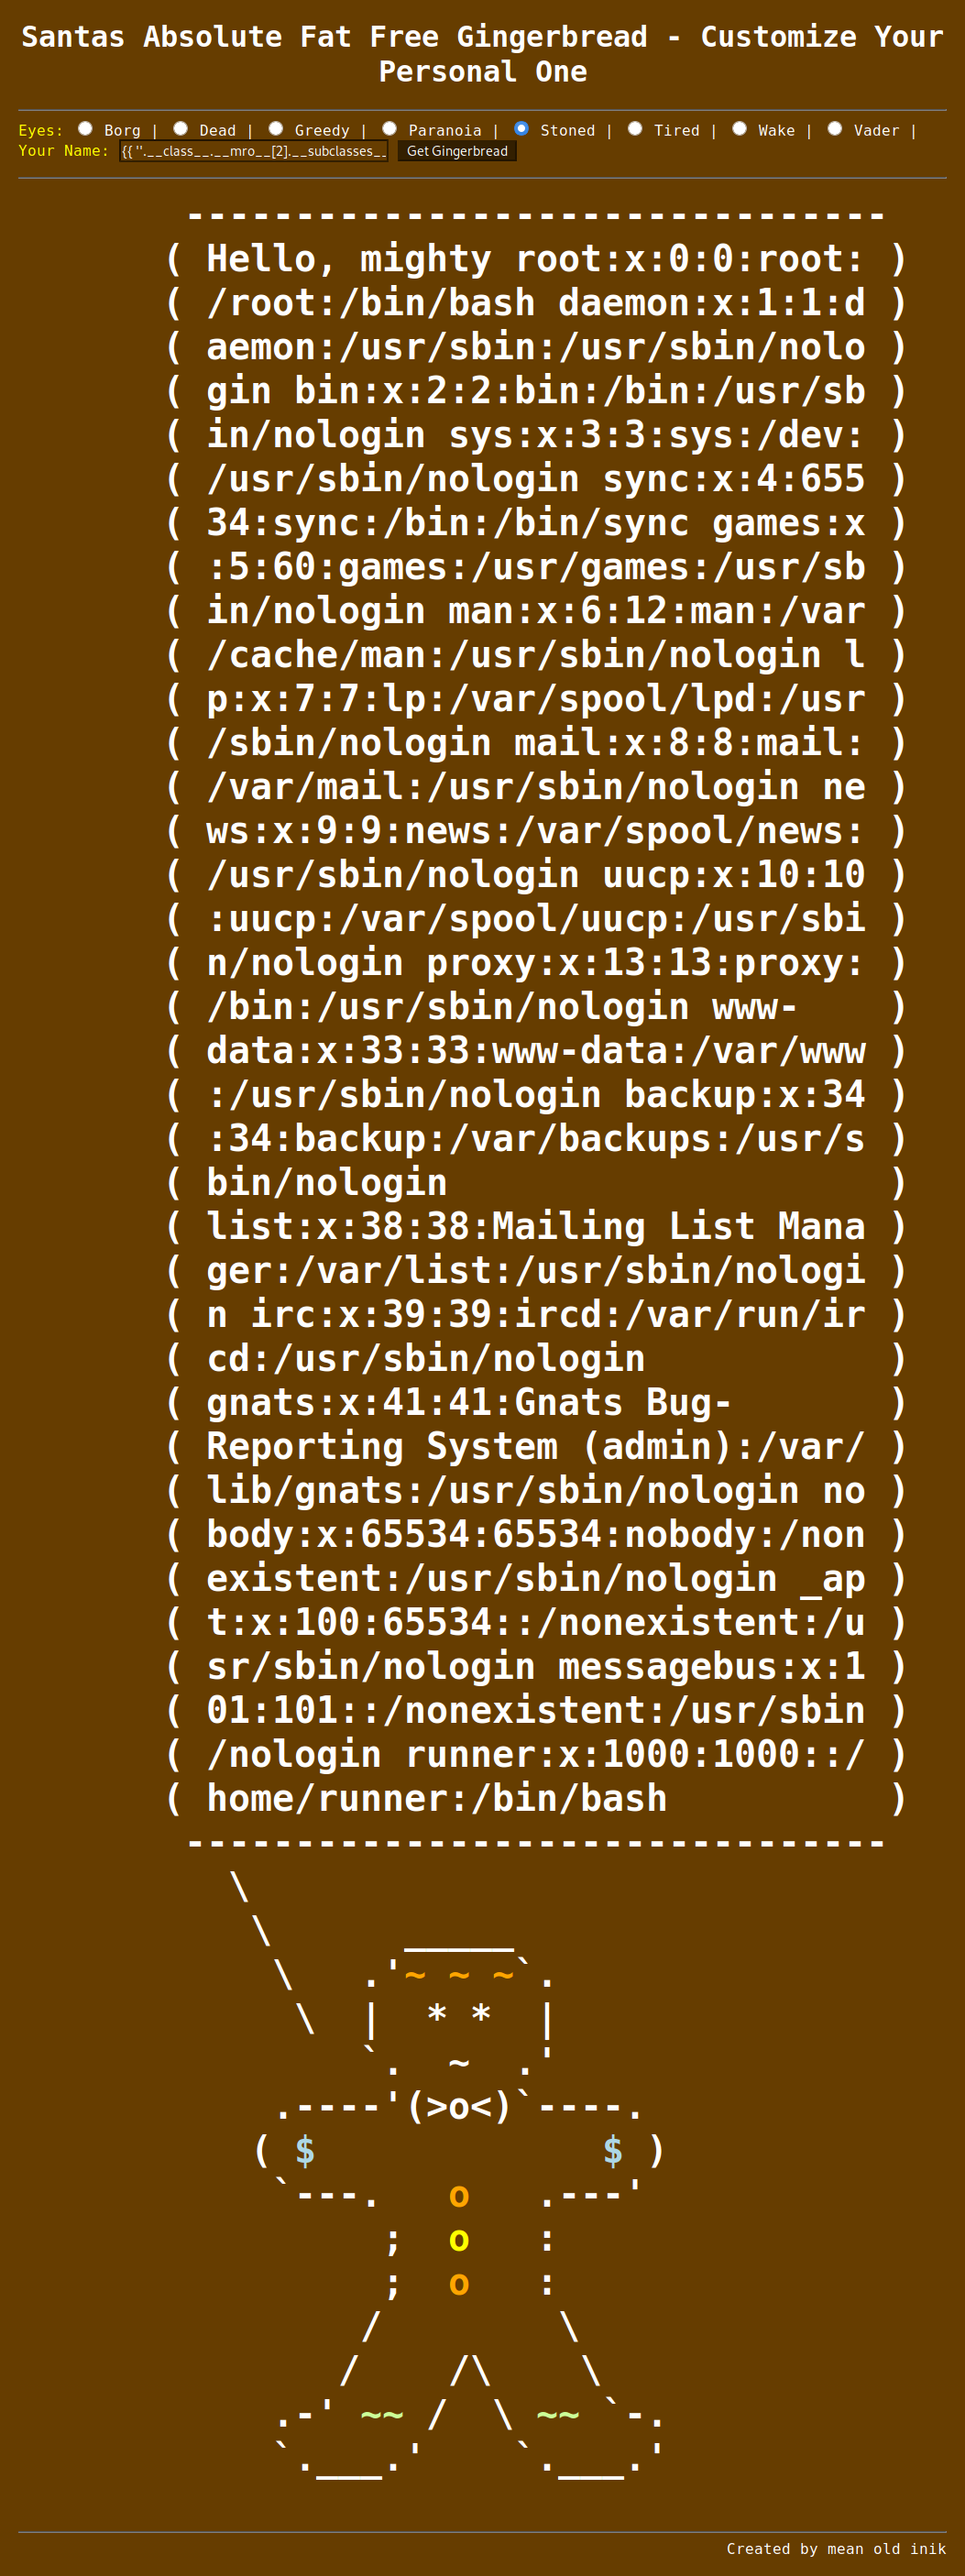 Santas Absolute Fat Free Gingerbread - Customize Your
Personal One
Eyes: Borg | Dead | Greedy | Paranoia | Stoned | Tired | Wake | Vader |
Your Name: {{ ''.__class__.__mro__[2].__subclasses__ Get Gingerbread
--------------------------------
( Hello, mighty root:x:0:0:root: )
( /root:/bin/bash daemon:x:1:1:d )
( aemon:/usr/sbin:/usr/sbin/nolo )
( gin bin:x:2:2:bin:/bin:/usr/sb )
( in/nologin sys:x:3:3:sys:/dev: )
( /usr/sbin/nologin sync:x:4:655 )
( 34:sync:/bin:/bin/sync games:x )
( :5:60:games:/usr/games:/usr/sb )
( in/nologin man:x:6:12:man:/var )
( /cache/man:/usr/sbin/nologin l )
( p:x:7:7:lp:/var/spool/lpd:/usr )
( /sbin/nologin mail:x:8:8:mail: )
( /var/mail:/usr/sbin/nologin ne )
( ws:x:9:9:news:/var/spool/news: )
( /usr/sbin/nologin uucp:x:10:10 )
( :uucp:/var/spool/uucp:/usr/sbi )
( n/nologin proxy:x:13:13:proxy: )
( /bin:/usr/sbin/nologin www-    )
( data:x:33:33:www-data:/var/www )
( :/usr/sbin/nologin backup:x:34 )
( :34:backup:/var/backups:/usr/s )
( bin/nologin                    )
( list:x:38:38:Mailing List Mana )
( ger:/var/list:/usr/sbin/nologi )
( n irc:x:39:39:ircd:/var/run/ir )
( cd:/usr/sbin/nologin           )
( gnats:x:41:41:Gnats Bug-       )
( Reporting System (admin):/var/ )
( lib/gnats:/usr/sbin/nologin no )
( body:x:65534:65534:nobody:/non )
( existent:/usr/sbin/nologin _ap )
( t:x:100:65534::/nonexistent:/u )
( sr/sbin/nologin messagebus:x:1 )
( 01:101::/nonexistent:/usr/sbin )
( /nologin runner:x:1000:1000::/ )
( home/runner:/bin/bash          )
--------------------------------
   \
    \      _____
     \   .'~ ~ ~`.
      \  |  * *  |
         `.  ~  .'
     .----'(>o<)`----.
    ( $             $ )
     `---.   o   .---'
          ;  o   :
          ;  o   :
         /        \
        /    /\    \
     .-' ~~ /  \ ~~ `-.
     `.___.'    `.___.'
Created by mean old inik